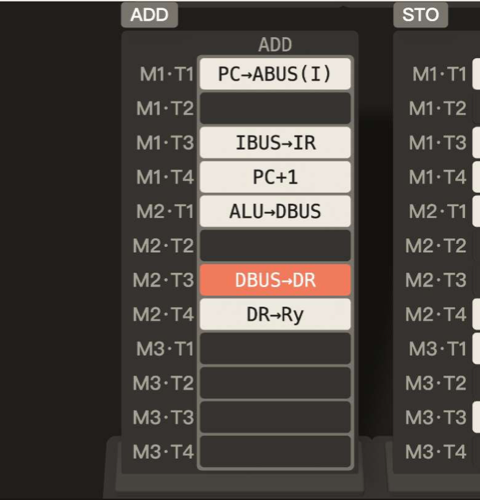 ADD
STO
ADD
M1·T1 PC→ABUS(I) M1·T1
M1·T2 M1·T2
M1·T3 IBUS→IR M1·T3
M1·T4 PC+1 M1·T4
M2·T1 ALU→DBUS M2·T1
M2·T2 M2·T2
M2·T3 DBUS→DR M2·T3
M2·T4 DR→Ry M2·T4
M3·T1 M3·T1
M3·T2 M3·T2
M3·T3 M3·T3
M3·T4 M3·T4